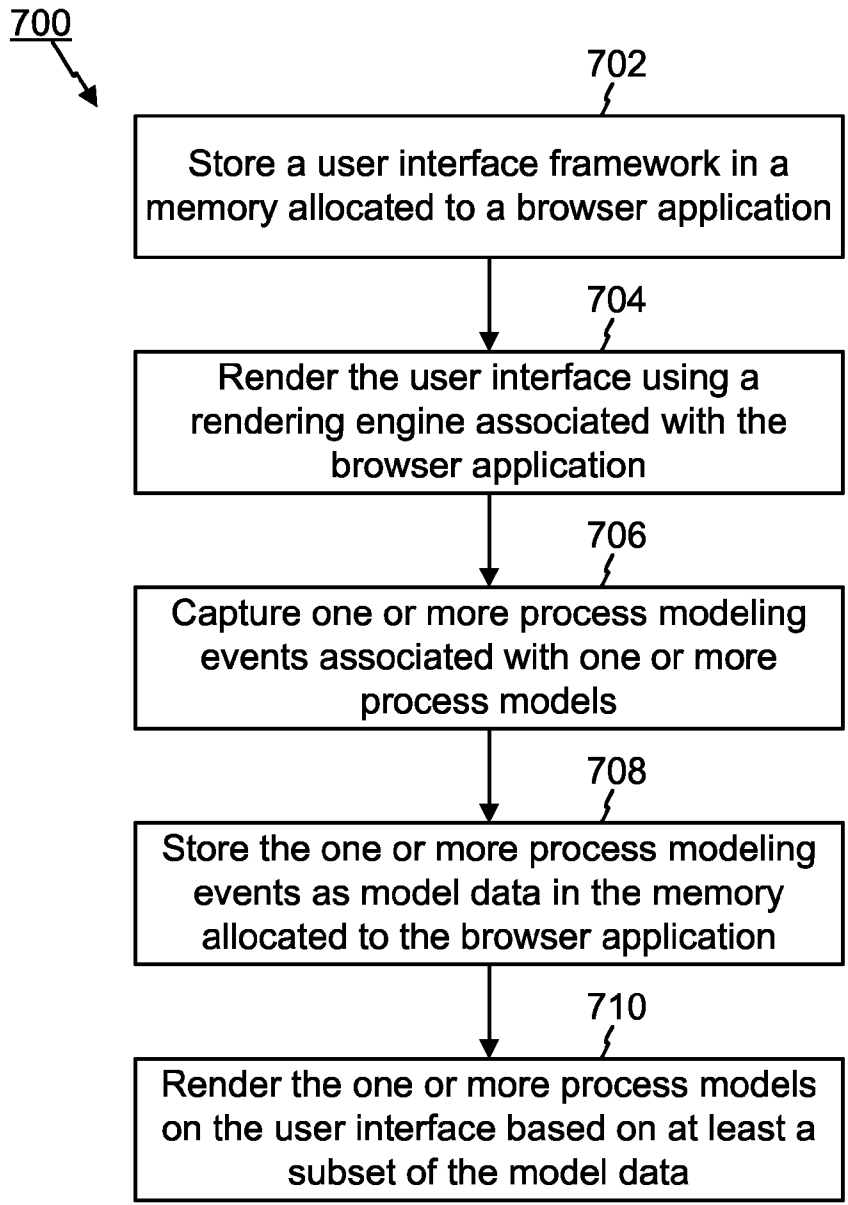 700
702
Store a user interface framework in a
memory allocated to a browser application
704
Render the user interface using a
rendering engine associated with the
browser application
706
Capture one or more process modeling
events associated with one or more
process models
708
Store the one or more process modeling
events as model data in the memory
allocated to the browser application
710
Render the one or more process models
on the user interface based on at least a
subset of the model data